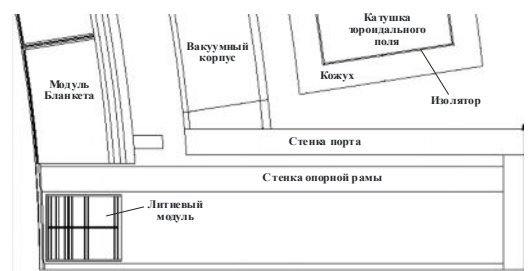 Катушка
тороидального
поля
Вакуумный
корпус
Кожух
Модуль
Бланкета
Изолятор
Стенка порта
Стенка опорной рамы
Литиевый
модуль